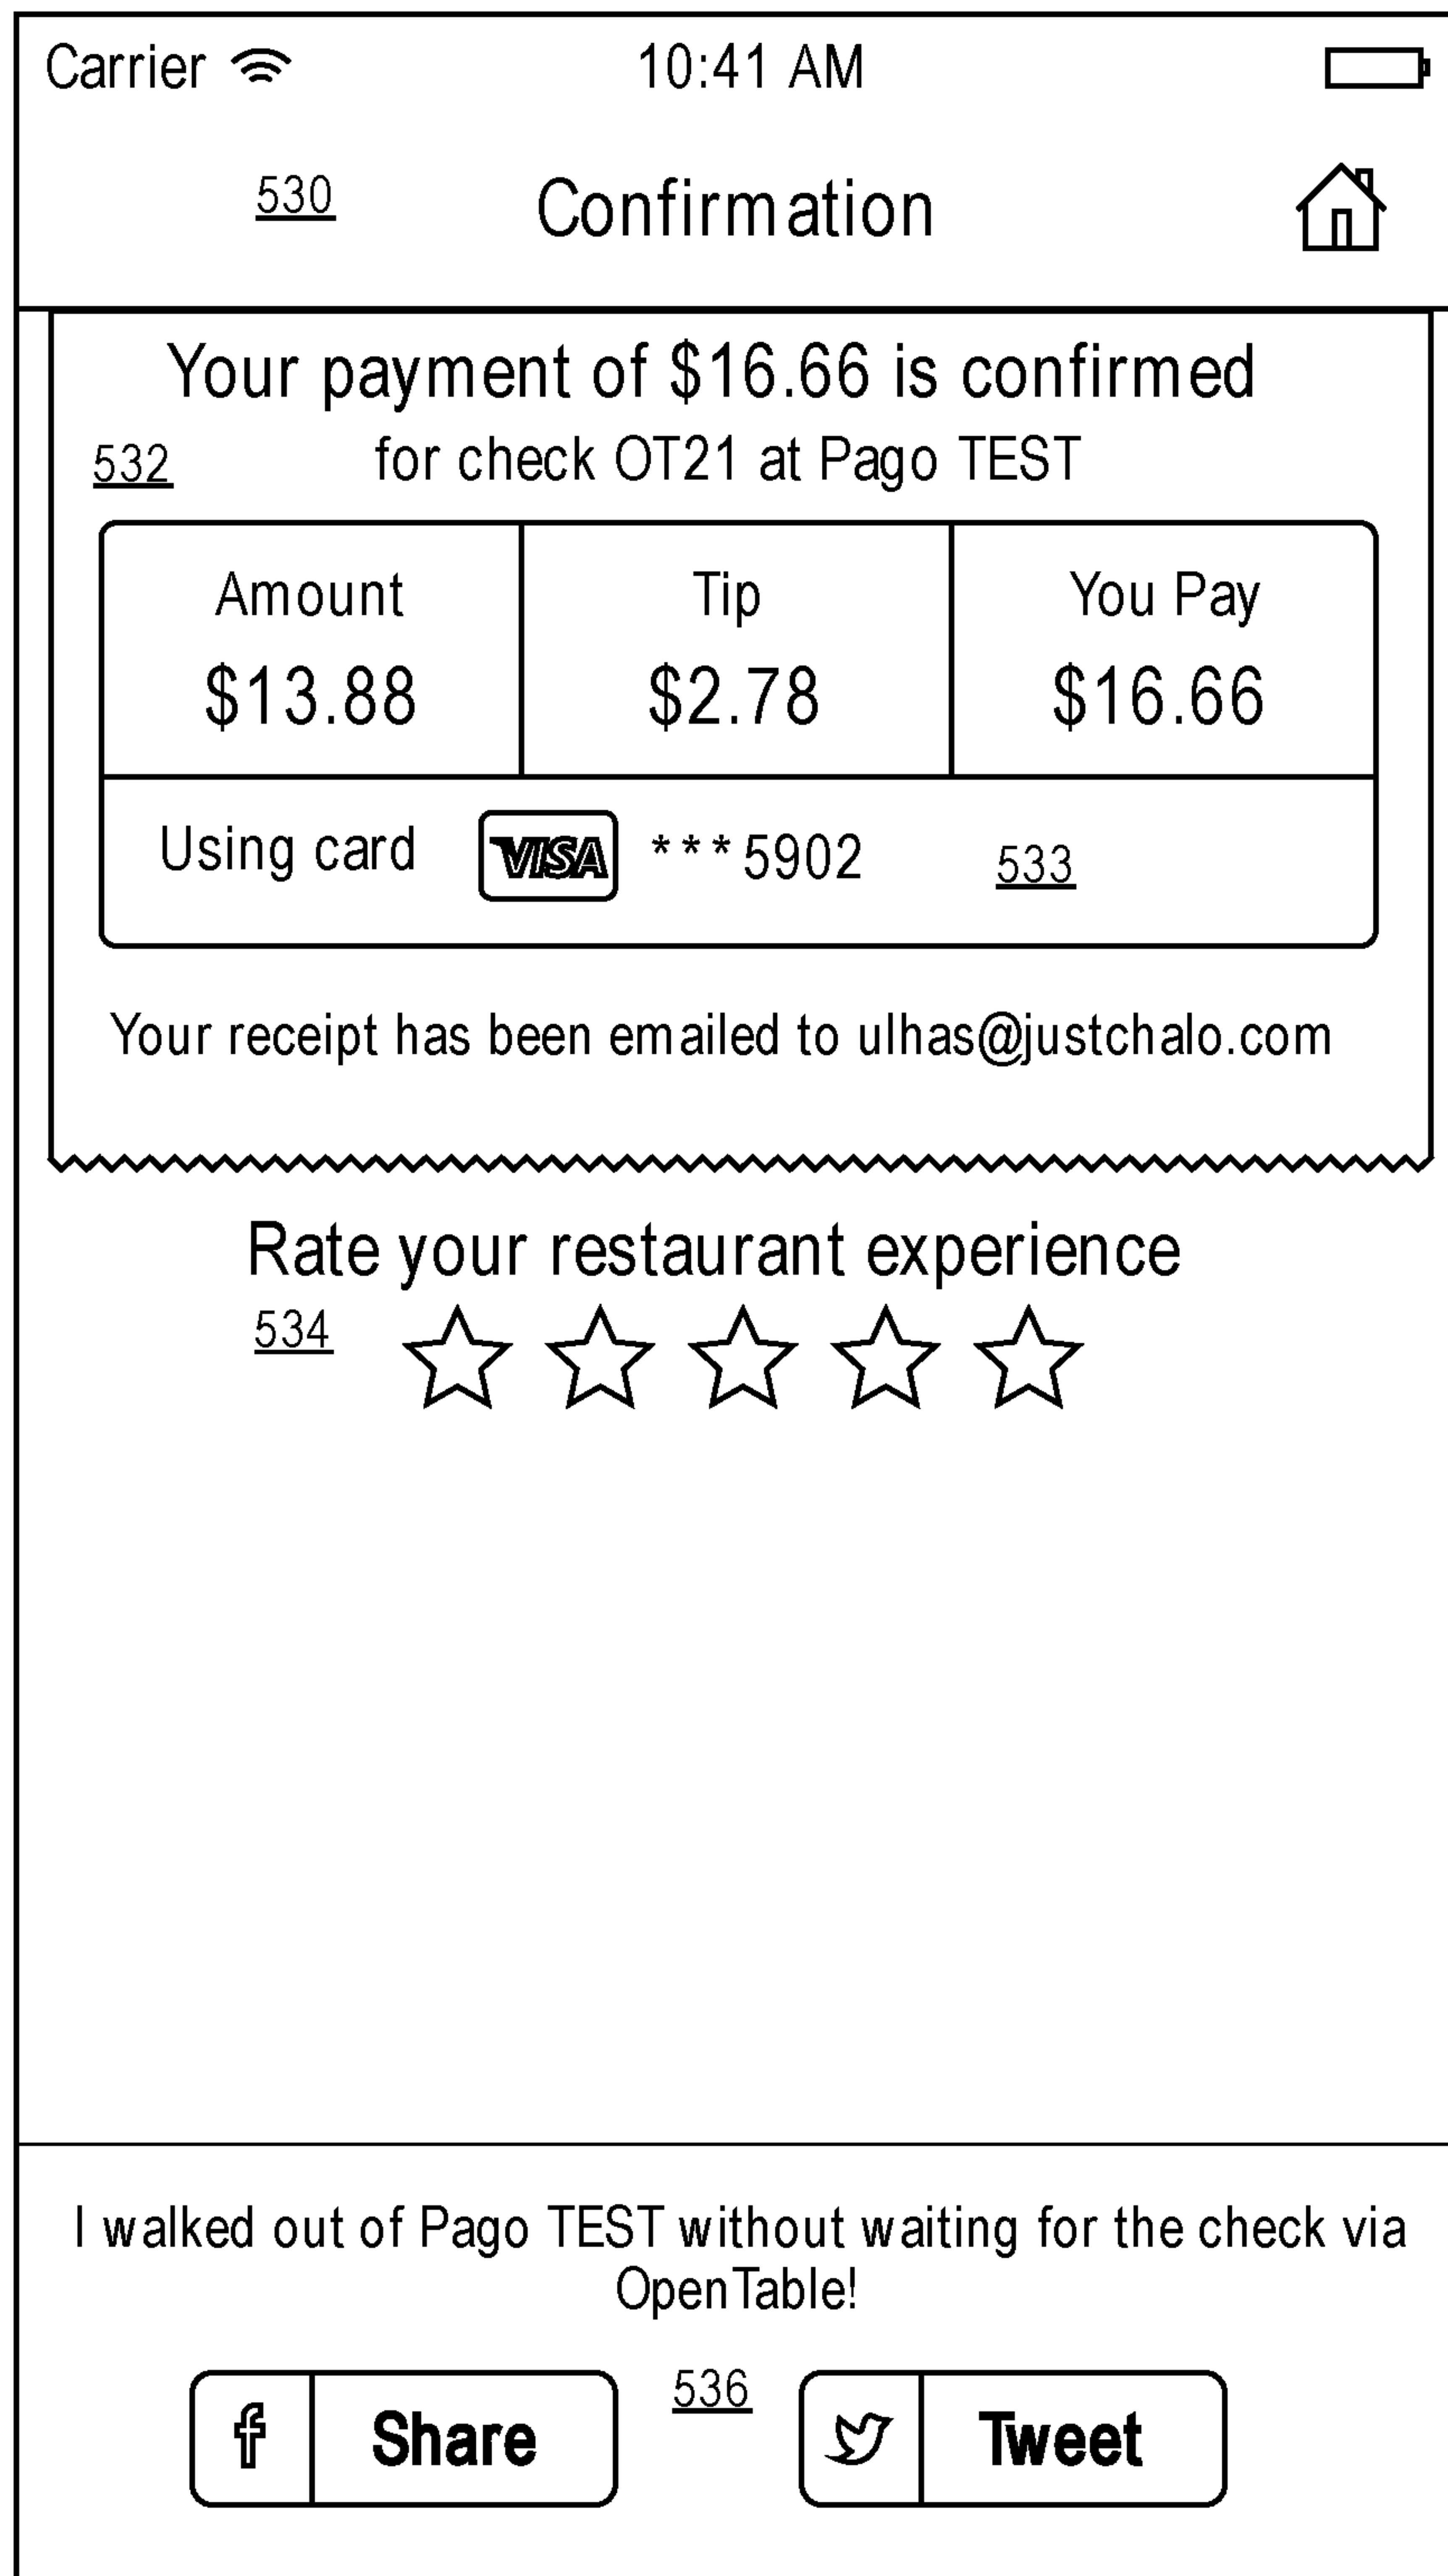 Carrier 10:41 AM
530 Confirmation
Your payment of $16.66 is confirmed
532 for check OT21 at Pago TEST
Amount Tip You Pay
$13.88 $2.78 $16.66
Using card VISA ***5902 533
Your receipt has been emailed to ulhas@justchalo.com
Rate your restaurant experience
534
I walked out of Pago TEST without waiting for the check via
OpenTable!
f Share 536 Tweet